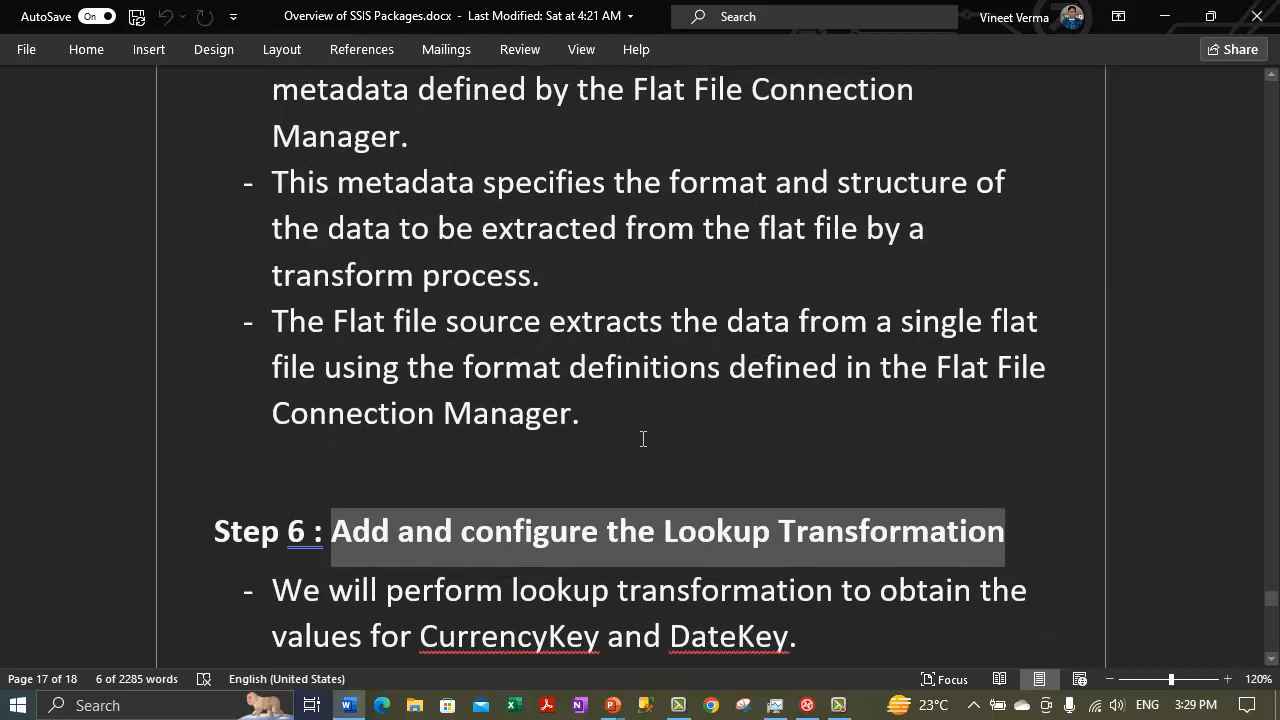 AutoSave On Overview of SSIS Packages.docx - Last Modified: Sat at 4:21 AM Search Vineet Verma
File Home Insert Design Layout References Mailings Review View Help Share
metadata defined by the Flat File Connection
Manager.
- This metadata specifies the format and structure of
the data to be extracted from the flat file by a
transform process.
- The Flat file source extracts the data from a single flat
file using the format definitions defined in the Flat File
Connection Manager.
Step 6 : Add and configure the Lookup Transformation
- We will perform lookup transformation to obtain the
values for CurrencyKey and DateKey.
Page 17 of 18 6 of 2285 words English (United States) Focus 120%
Search 23°C ENG 3:29 PM